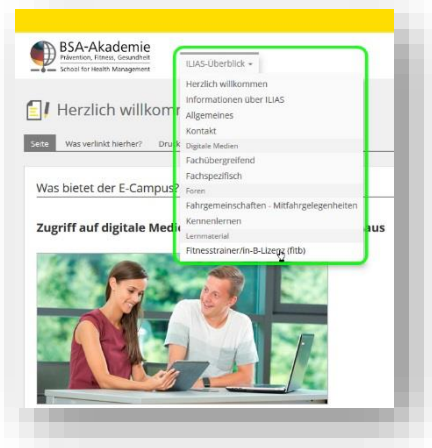 BSA-Akademie
Prävention, Fitness, Gesundheit
School for Health Management
ILIAS-Überblick
Herzlich willkommen
Informationen über ILIAS
Allgemeines
Kontakt
Digitale Medien
Fachübergreifend
Fachspezifisch
Foren
Fahrgemeinschaften - Mitfahrgelegenheiten
Kennenlernen
Lernmaterial
Fitnesstrainer/in-B-Lizenz (fitb)
Herzlich willkom
Seite Was verlinkt hierher? Druck
Was bietet der E-Campus?
Zugriff auf digitale Medie aus